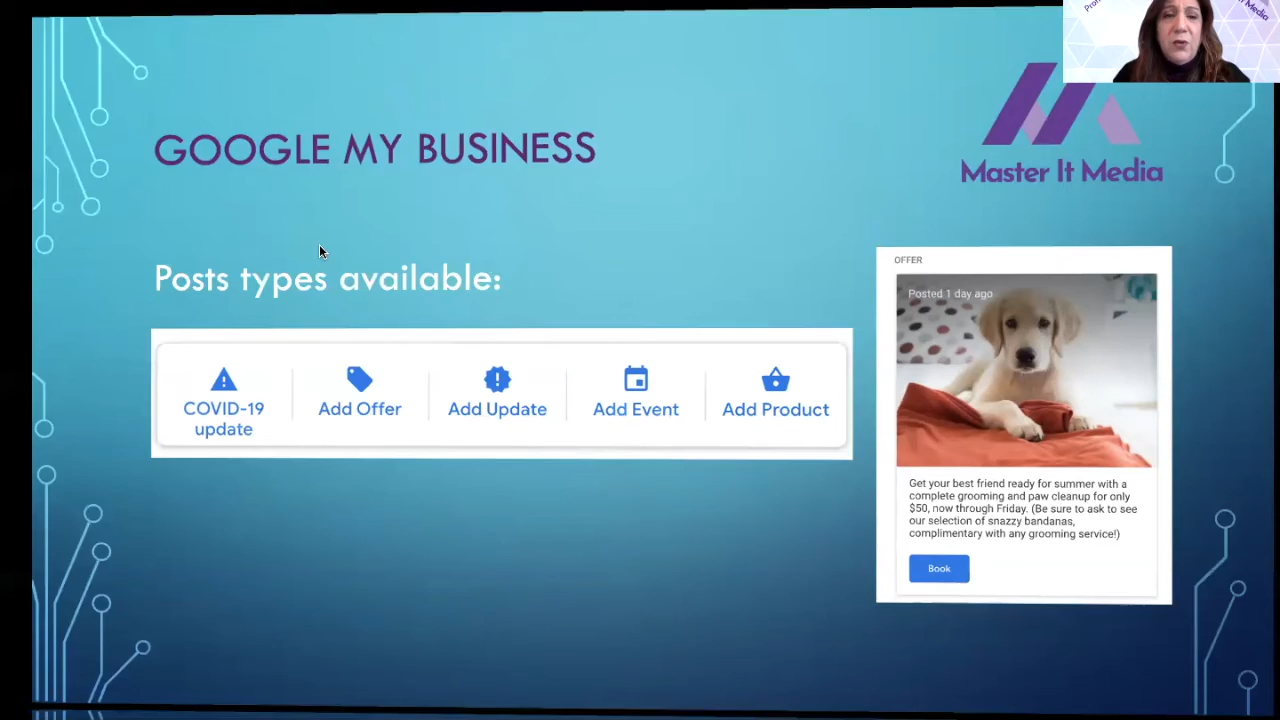 GOOGLE MY BUSINESS
Master It Media
Posts types available:
COVID-19
update
Add Offer
Add Update
Add Event
Add Product
OFFER
Posted 1 day ago
Get your best friend ready for summer with a
complete grooming and paw cleanup for only
$50, now through Friday. (Be sure to ask to see
our selection of snazzy bandanas,
complimentary with any grooming service!)
Book